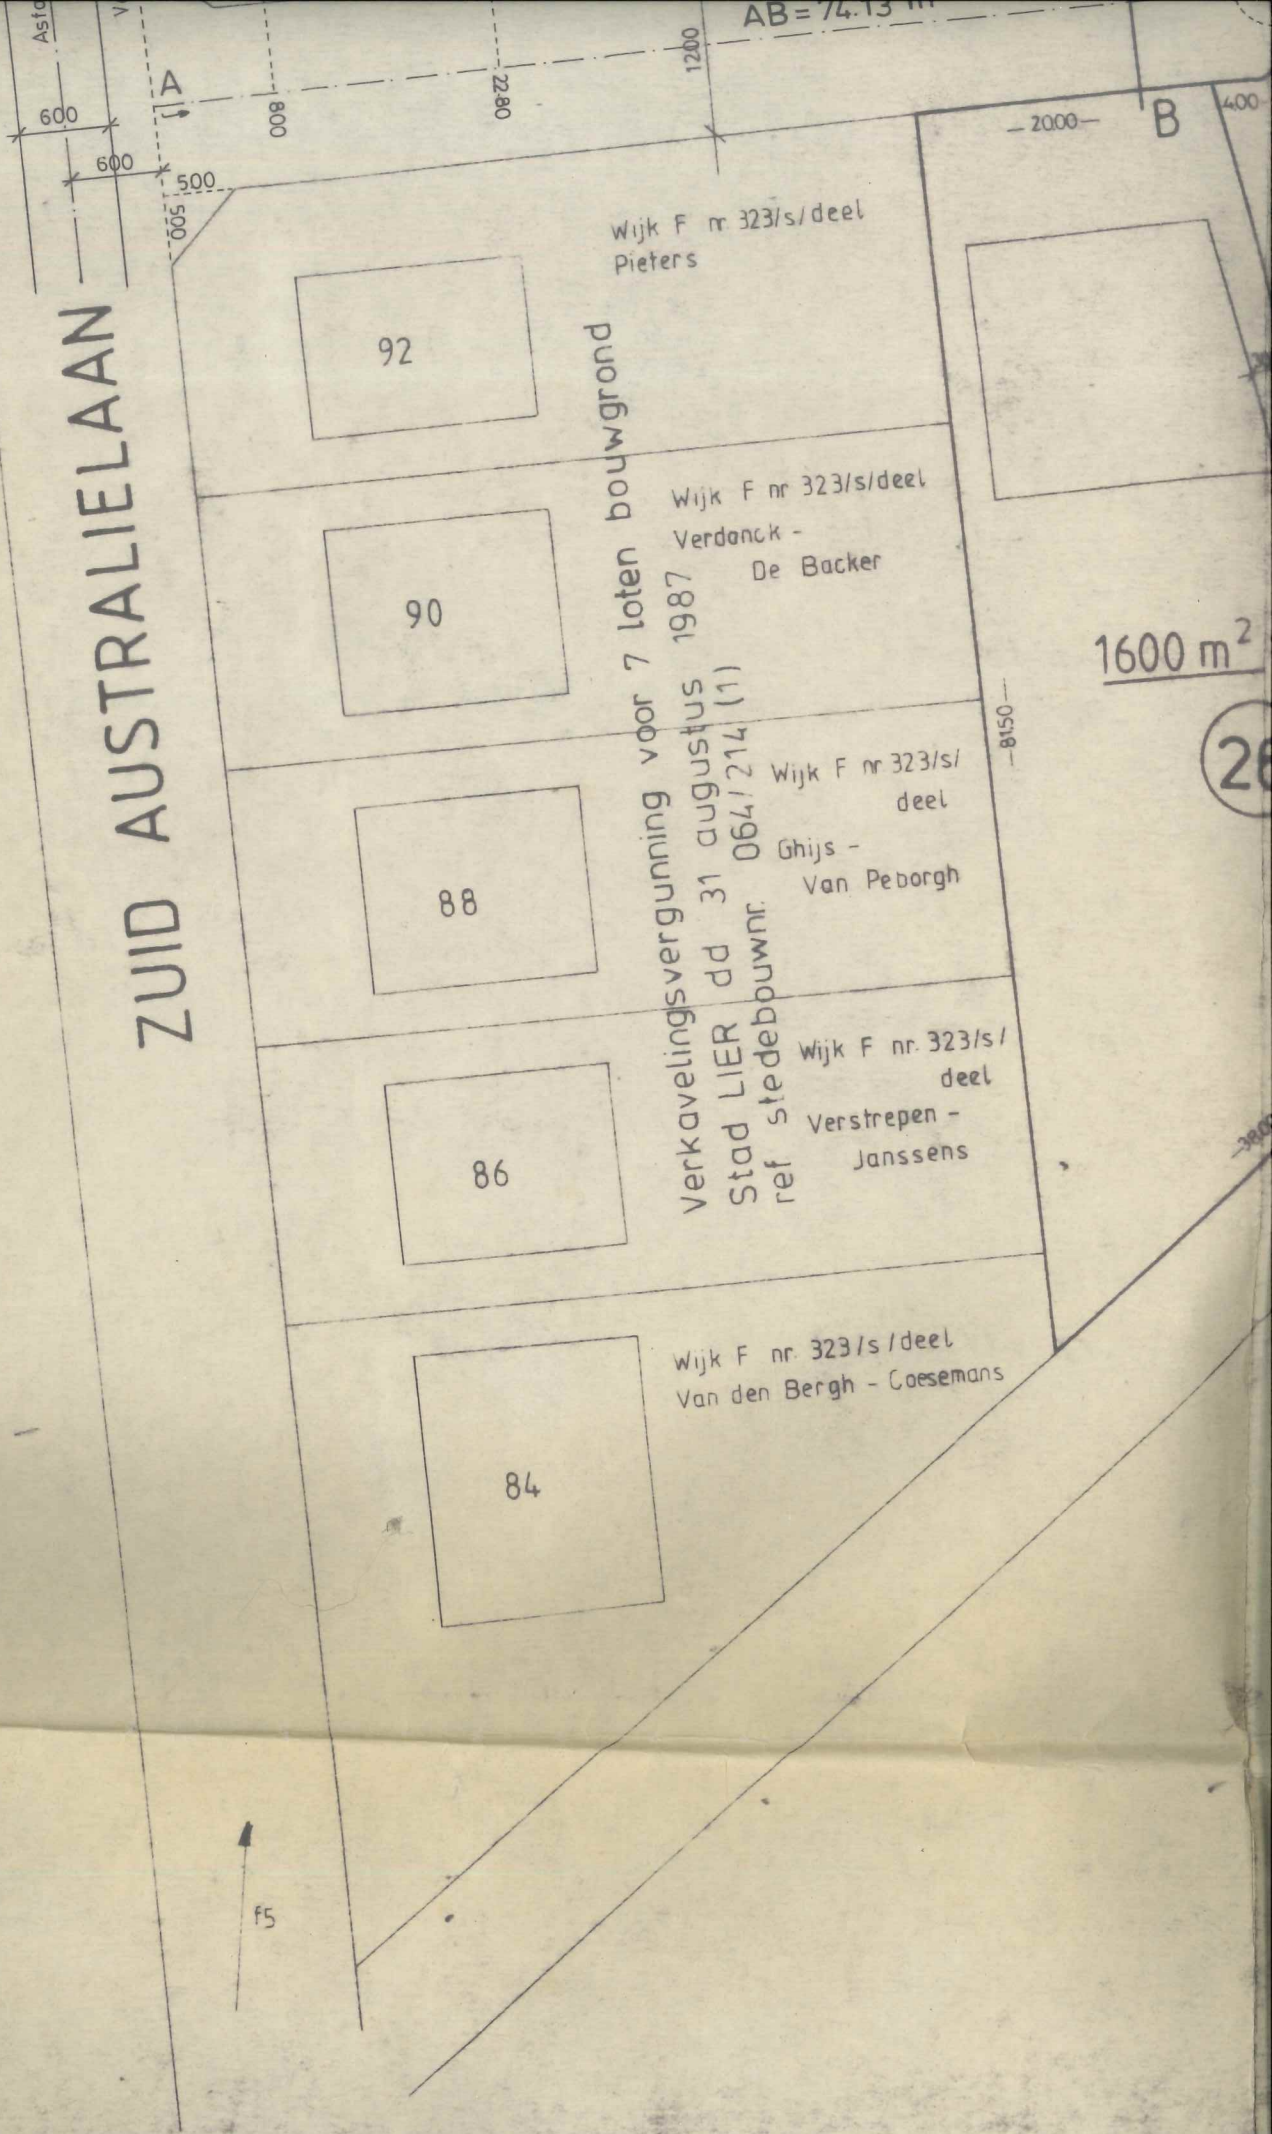 AB = 74.13 m
A
600
800
2280
1200
2000
B
400
600
500
500
Wijk F nr. 323/s/deel
Pieters
92
ZUID AUSTRALIELAAN
Verkavelingsvergunning voor 7 loten bouwgrond
Stad LIER dd 31 augustus 1987
ref stedebouwnr. 064/214 (1)
Wijk F nr 323/s/deel
Verdonck -
De Backer
90
1600 m²
8150
Wijk F nr 323/s/
deel
Ghijs -
Van Peborgh
88
Wijk F nr. 323/s/
deel
Verstrepen -
Janssens
86
Wijk F nr. 323/s/deel
Van den Bergh - Coesemans
84
f5